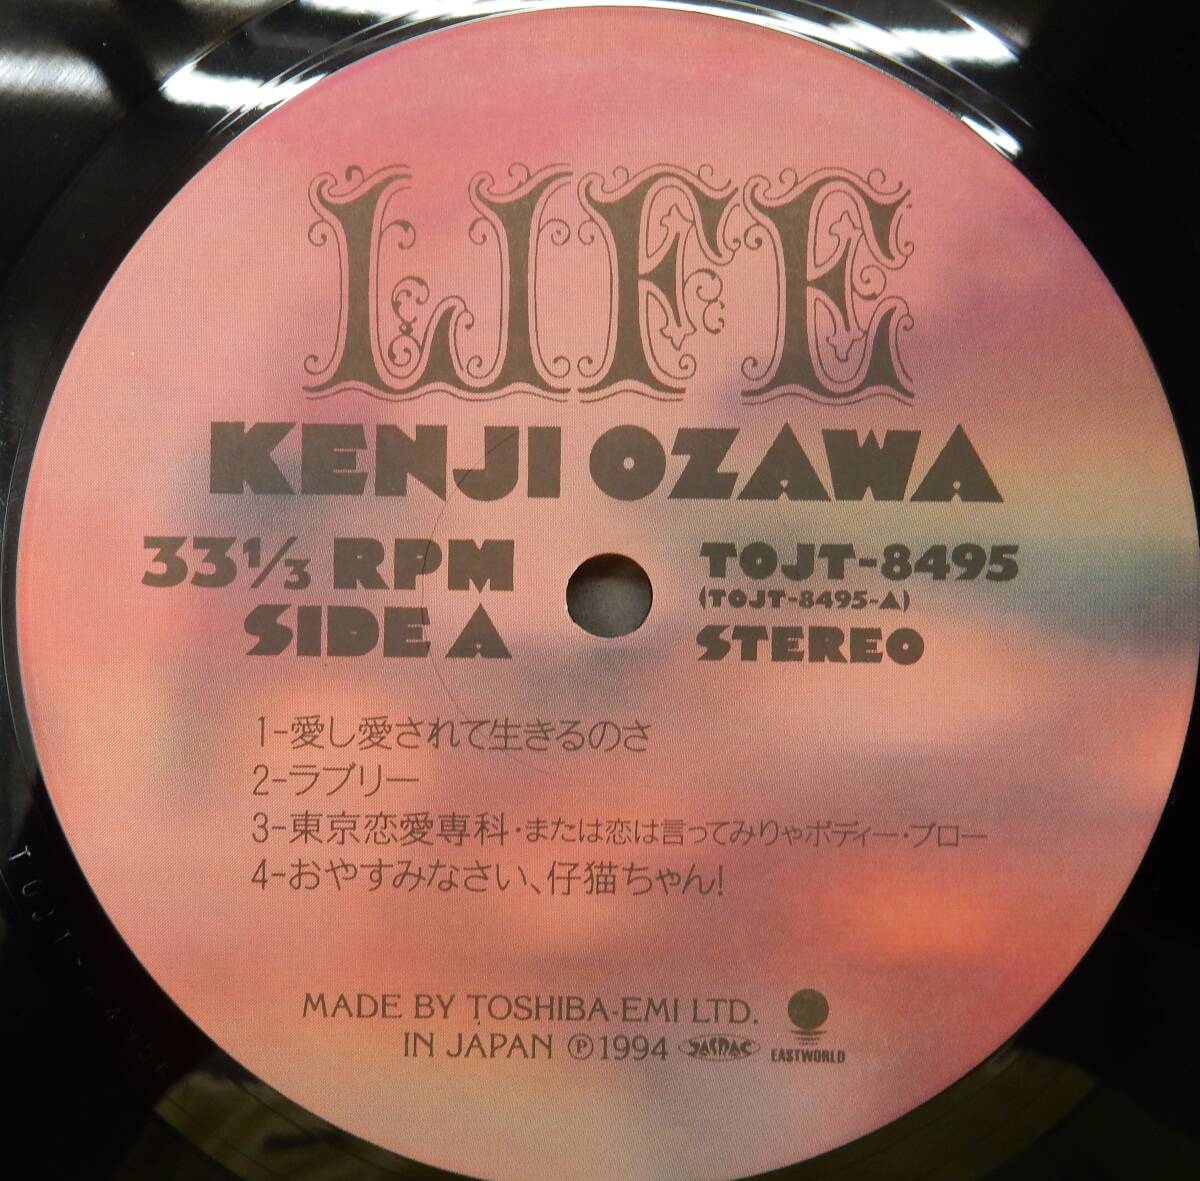 LIFE
KENJI OZAWA
33 1/3 RPM
SIDE A
TOJT-8495
(TOJT-8495-A)
STEREO
1-愛し愛されて生きるのさ
2-ラブリー
3-東京恋愛専科・または恋は言ってみりゃボディー・ブロー
4-おやすみなさい、仔猫ちゃん!
MADE BY TOSHIBA-EMI LTD.
IN JAPAN ℗1994 JASRAC
EASTWORLD